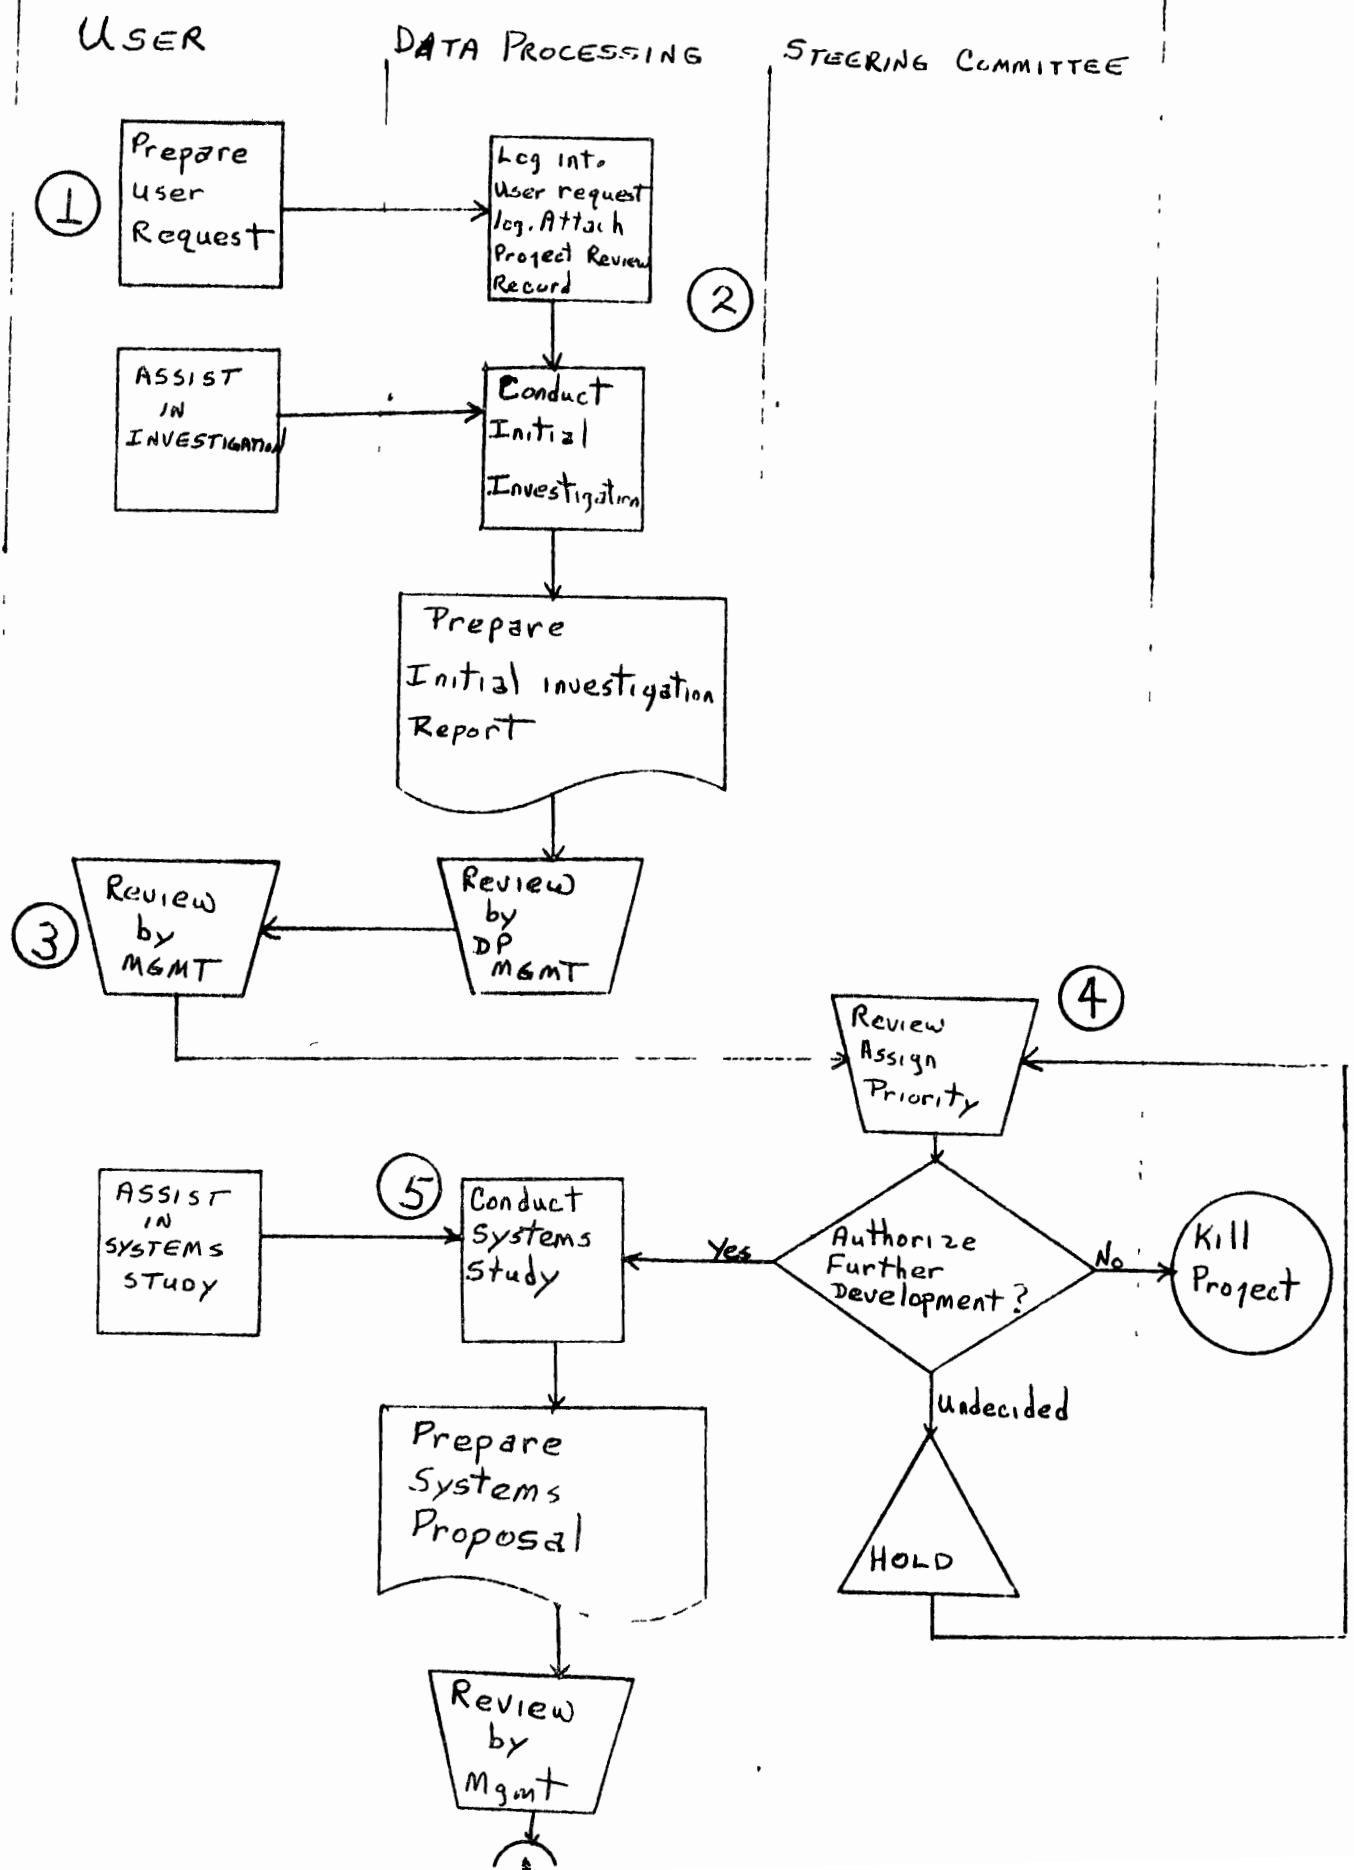 USER
DATA PROCESSING
STEERING COMMITTEE
1
Prepare
User
Request
Log into
User request
log. Attach
Project Review
Record
2
ASSIST
IN
INVESTIGATION
Conduct
Initial
Investigation
Prepare
Initial investigation
Report
3
Review
by
MGMT
Review
by
DP
MGMT
4
Review
Assign
Priority
ASSIST
IN
SYSTEMS
STUDY
5
Conduct
Systems
Study
Yes
Authorize
Further
Development?
No
Kill
Project
Undecided
HOLD
Prepare
Systems
Proposal
Review
by
Mgmt